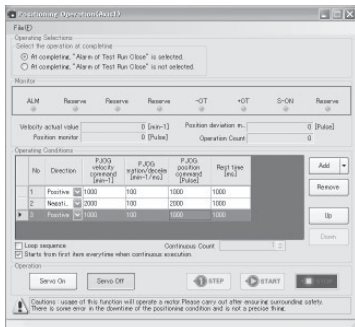 Positioning Operation(Axis1)
File(F)
Operating Selections
Select the operation at completing
At completing, "Alarm of Test Run Close" is selected.
At completing, "Alarm of Test Run Close" is not selected.
Monitor
ALM Reserve Reserve Reserve -OT +OT S-ON Reserve
Velocity actual value 0 [min-1] Position deviation m.. 0 [Pulse]
Position monitor 0 [Pulse] Operation Count 0
Operating Conditions
No Direction PJOG velocity command [min-1] PJOG [min-1/ms] PJOG position command [Pulse] Rest time [ms]
1 Positive 1000 100 1000 1000
2 Negati.. 2000 100 2000 1000
3 Positive 1000 100 1000 1000
Add
Remove
Up
Down
Loop sequence Continuous Count 1
Starts from first item everytime when continuous execution.
Operation
Servo On Servo Off STEP START
Cautions : usage of this function will operate a motor. Please carry out after ensuring surrounding safety.
There is some error in the downtime of the positioning condition and is not a precise thing.